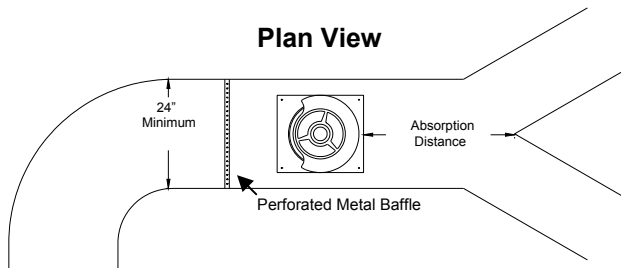 Plan View
24”
Minimum
Absorption
Distance
Perforated Metal Baffle